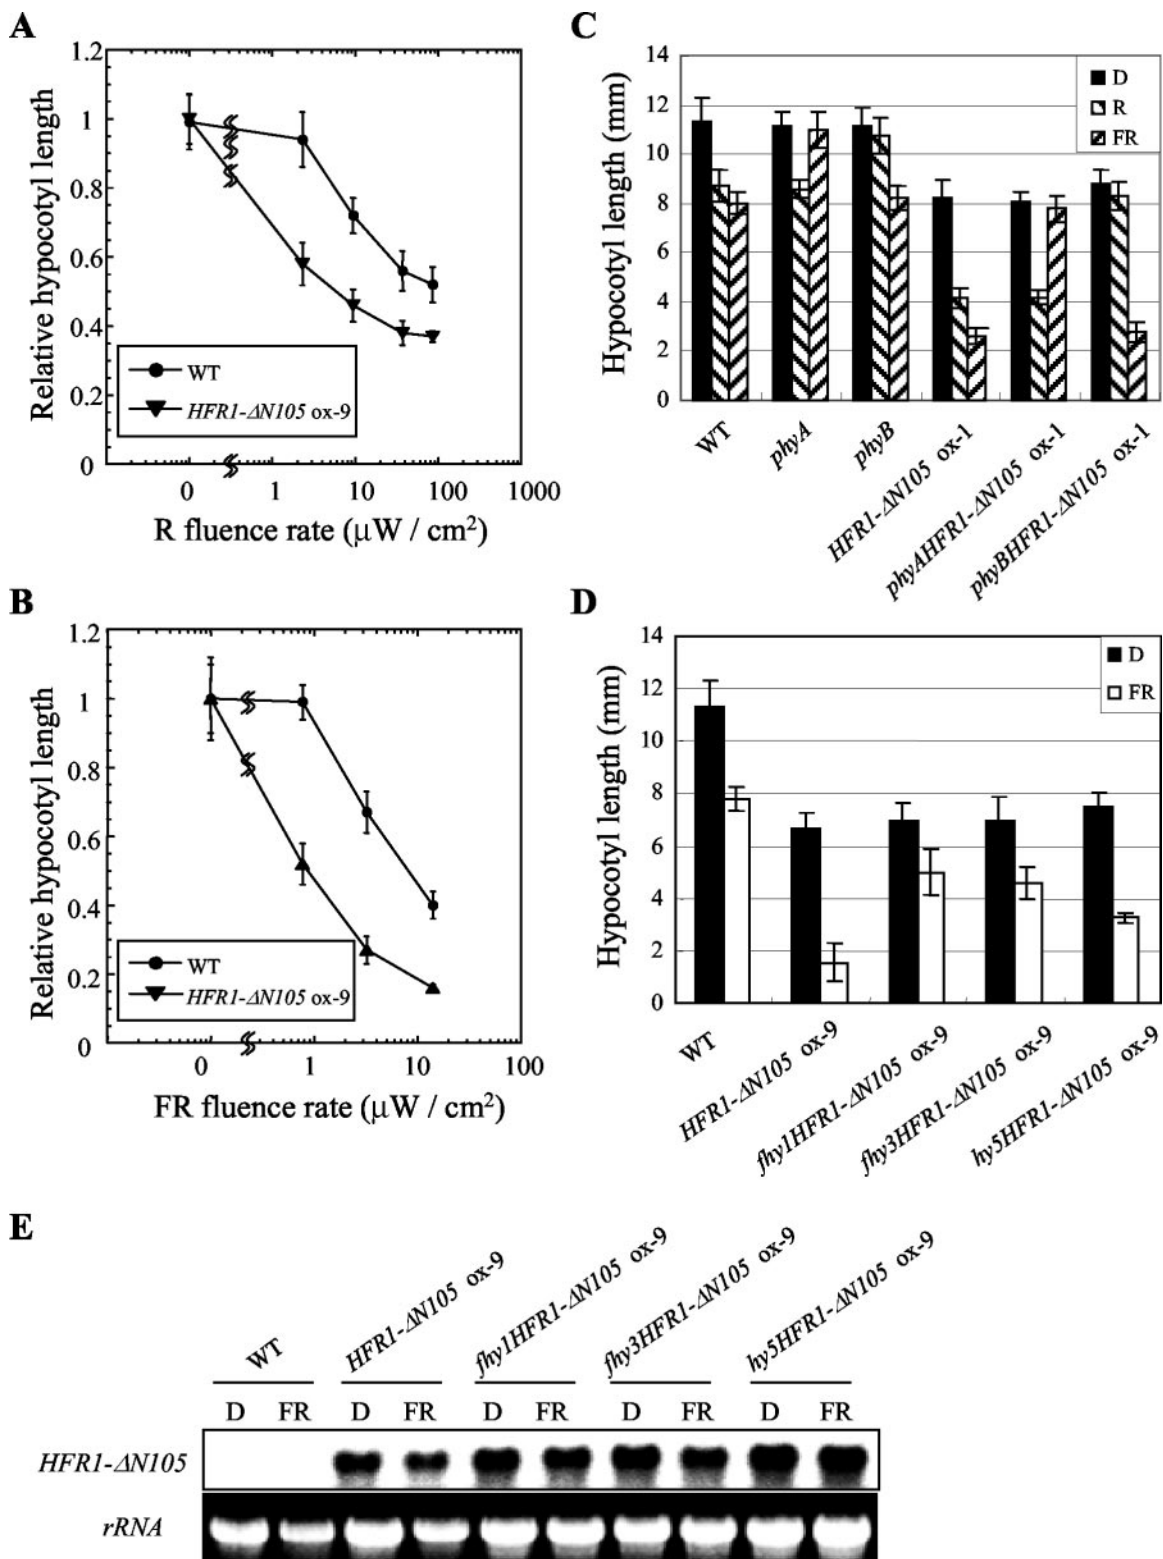 A
1.2
1
0.8
0.6
0.4
0.2
0
Relative hypocotyl length
WT
HFR1-ΔN105 ox-9
0 1 10 100 1000
R fluence rate (μW / cm²)
B
1.2
1
0.8
0.6
0.4
0.2
0
Relative hypocotyl length
WT
HFR1-ΔN105 ox-9
0 1 10 100
FR fluence rate (μW / cm²)
C
14
12
10
8
6
4
2
0
Hypocotyl length (mm)
D
R
FR
WT
phyA
phyB
HFR1-ΔN105 ox-1
phyAHFR1-ΔN105 ox-1
phyBHFR1-ΔN105 ox-1
D
14
12
10
8
6
4
2
0
Hypocotyl length (mm)
D
FR
WT
HFR1-ΔN105 ox-9
fhy1HFR1-ΔN105 ox-9
fhy3HFR1-ΔN105 ox-9
hy5HFR1-ΔN105 ox-9
E
WT
HFR1-ΔN105 ox-9
fhy1HFR1-ΔN105 ox-9
fhy3HFR1-ΔN105 ox-9
hy5HFR1-ΔN105 ox-9
D FR D FR D FR D FR D FR
HFR1-ΔN105
rRNA